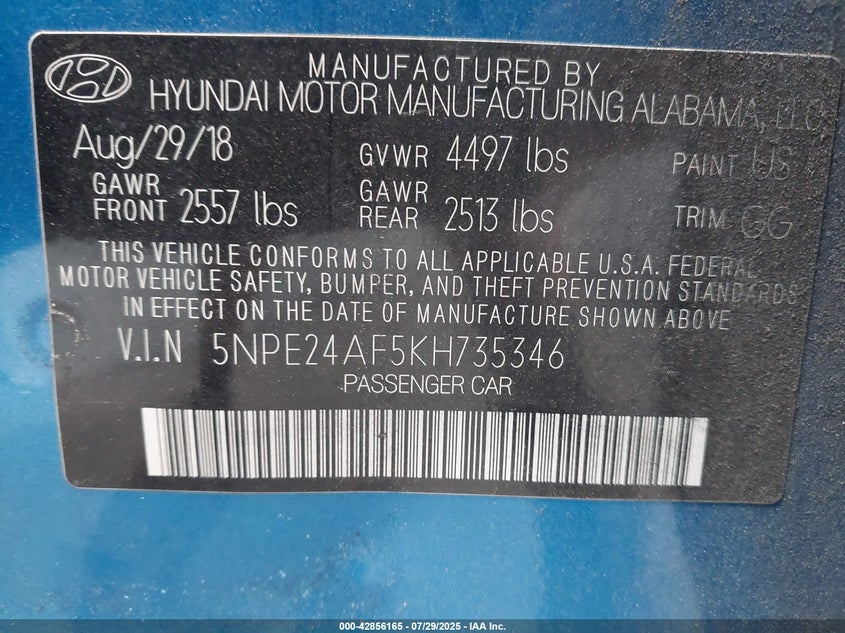 MANUFACTURED BY
HYUNDAI MOTOR MANUFACTURING ALABAMA, LLC
Aug/29/18 GVWR 4497 lbs PAINT US
GAWR FRONT 2557 lbs GAWR REAR 2513 lbs TRIM GG
THIS VEHICLE CONFORMS TO ALL APPLICABLE U.S.A. FEDERAL
MOTOR VEHICLE SAFETY, BUMPER, AND THEFT PREVENTION STANDARDS
IN EFFECT ON THE DATE OF MANUFACTURE SHOWN ABOVE
V.I.N 5NPE24AF5KH735346
PASSENGER CAR
000-42856165 - 07/29/2025 - IAA Inc.